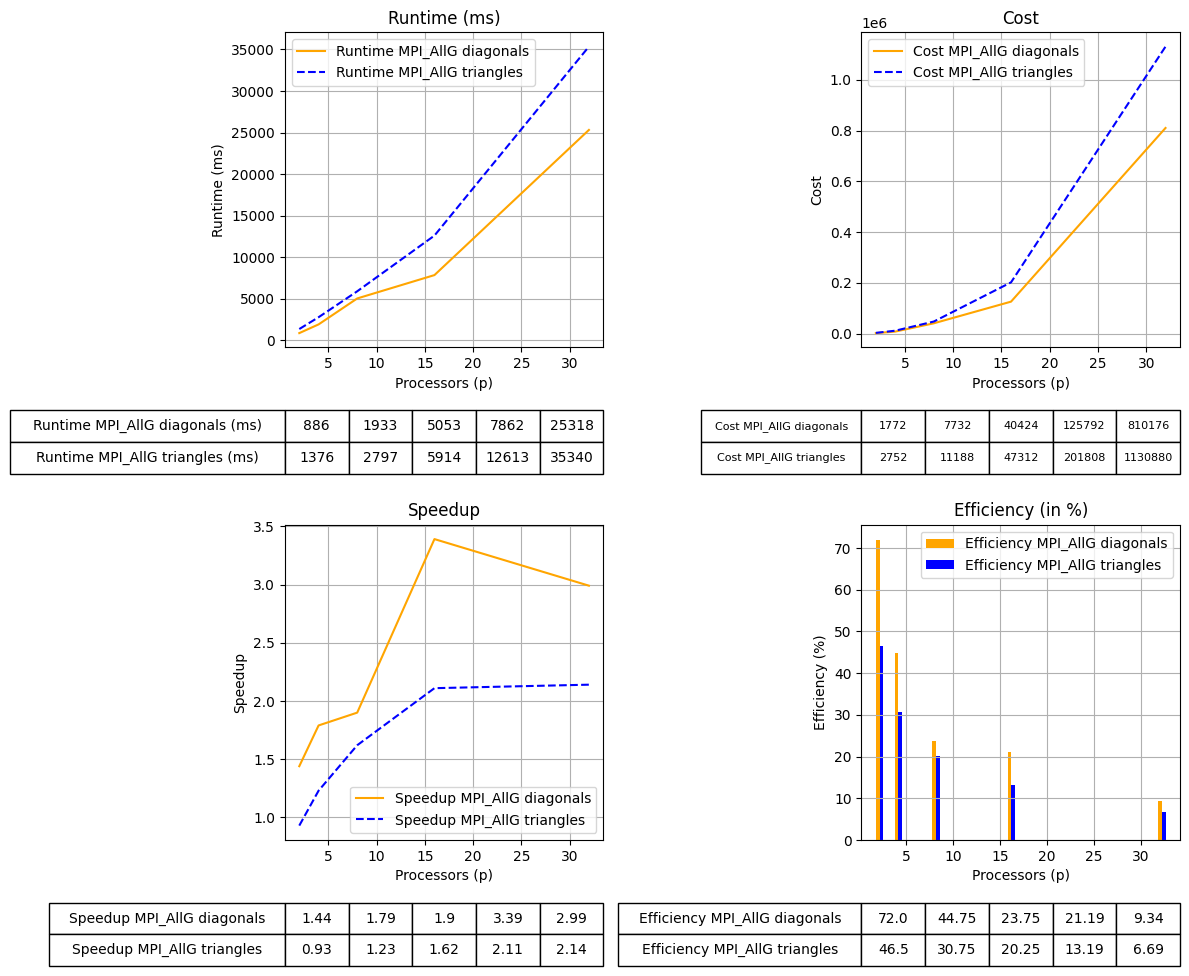 Runtime (ms)
35000
30000
25000
20000
15000
10000
5000
0
Runtime (ms)
Runtime MPI_AllG diagonals
Runtime MPI_AllG triangles
5 10 15 20 25 30
Processors (p)
Runtime MPI_AllG diagonals (ms) 886 1933 5053 7862 25318
Runtime MPI_AllG triangles (ms) 1376 2797 5914 12613 35340
Cost
1e6
1.0
0.8
0.6
0.4
0.2
0.0
Cost
Cost MPI_AllG diagonals
Cost MPI_AllG triangles
5 10 15 20 25 30
Processors (p)
Cost MPI_AllG diagonals 1772 7732 40424 125792 810176
Cost MPI_AllG triangles 2752 11188 47312 201808 1130880
Speedup
3.5
3.0
2.5
2.0
1.5
1.0
Speedup
Speedup MPI_AllG diagonals
Speedup MPI_AllG triangles
5 10 15 20 25 30
Processors (p)
Speedup MPI_AllG diagonals 1.44 1.79 1.9 3.39 2.99
Speedup MPI_AllG triangles 0.93 1.23 1.62 2.11 2.14
Efficiency (in %)
70
60
50
40
30
20
10
0
Efficiency (%)
Efficiency MPI_AllG diagonals
Efficiency MPI_AllG triangles
5 10 15 20 25 30
Processors (p)
Efficiency MPI_AllG diagonals 72.0 44.75 23.75 21.19 9.34
Efficiency MPI_AllG triangles 46.5 30.75 20.25 13.19 6.69